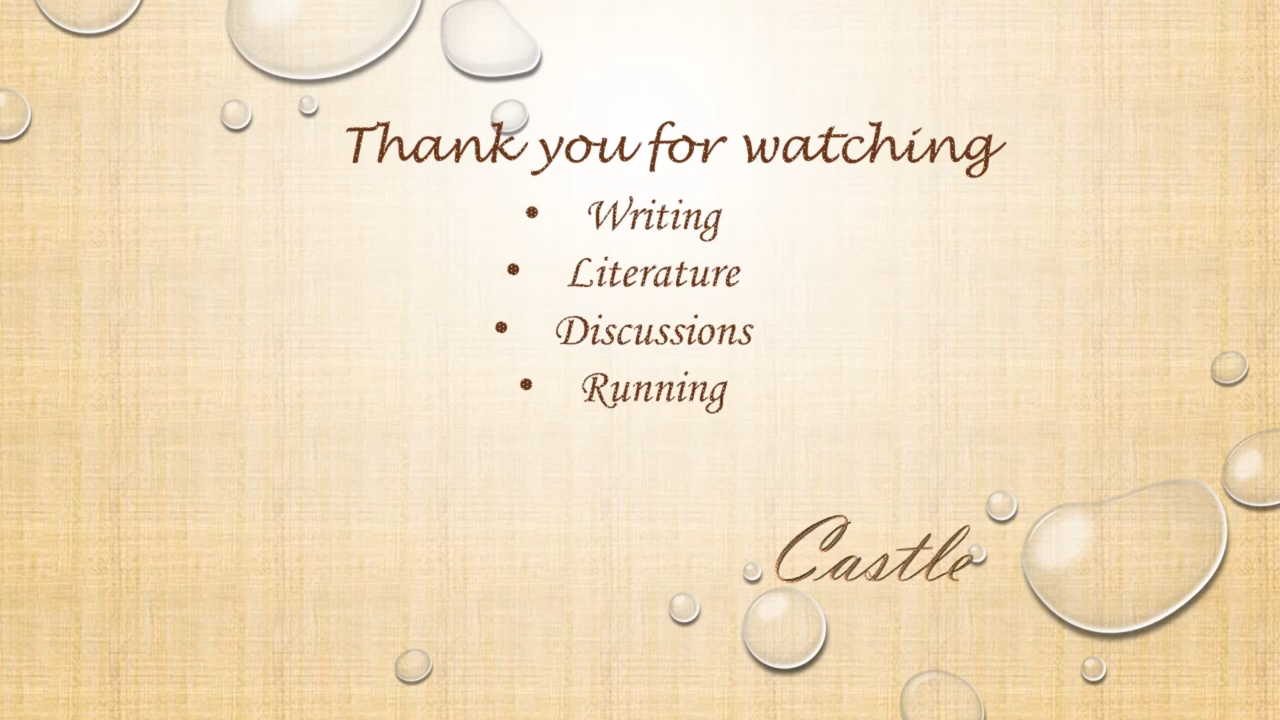 Thank you for watching
• Writing
• Literature
• Discussions
• Running
Castle